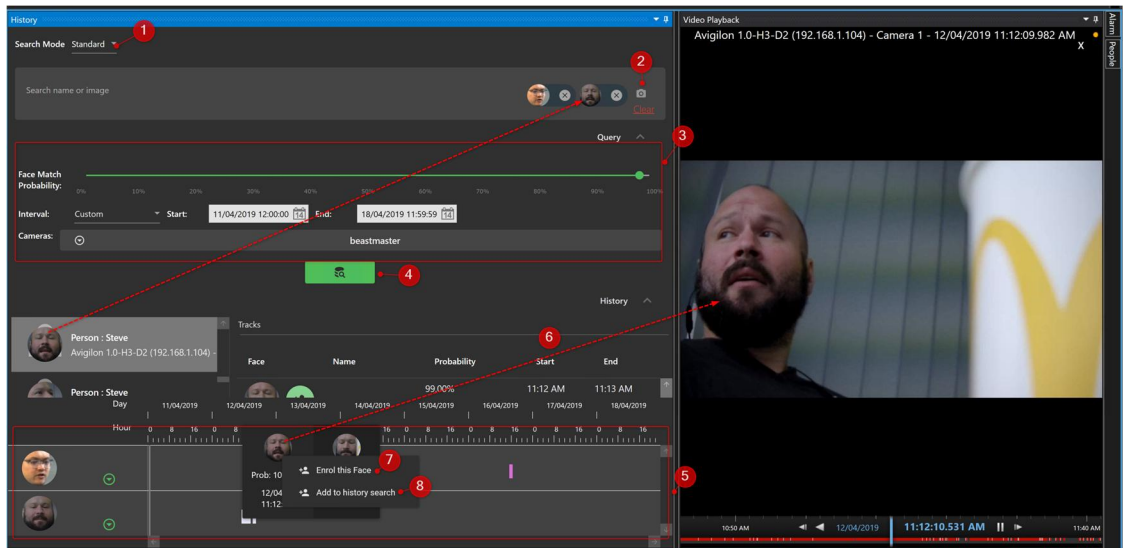 History
Video Playback
Alarm
People
1
Search Mode Standard
Avigilon 1.0-H3-D2 (192.168.1.104) - Camera 1 - 12/04/2019 11:12:09.982 AM
X
2
Search name or image
Clear
Query
3
Face Match
Probability:
0% 10% 20% 30% 40% 50% 60% 70% 80% 90% 100%
Interval: Custom Start: 11/04/2019 12:00:00 14 End: 18/04/2019 11:59:59 14
Cameras: beastmaster
4
History
Person : Steve
Avigilon 1.0-H3-D2 (192.168.1.104) -
Tracks
6
Face Name Probability Start End
Person : Steve
99.00% 11:12 AM 11:13 AM
Day 11/04/2019 12/04/2019 13/04/2019 14/04/2019 15/04/2019 16/04/2019 17/04/2019 18/04/2019
Hour 0 8 16 0 8 16 0 8 16 0 8 16 0 8 16 0 8 16
7
Enrol this Face
Prob: 10
5
8
Add to history search
12/04
11:12:
10:50 AM 12/04/2019 11:12:10.531 AM 11:40 AM